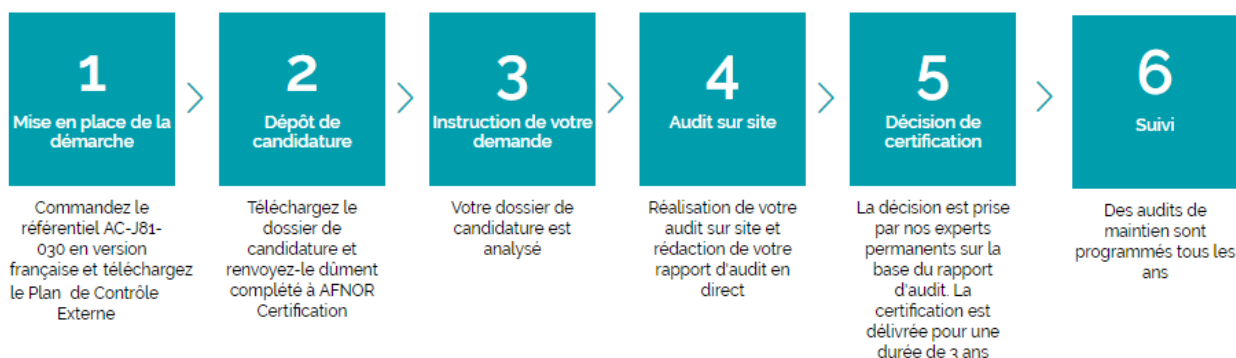 1
Mise en place de la
démarche
Commandez le
référentiel AC-J81-
030 en version
française et téléchargez
le Plan de Contrôle
Externe
2
Dépôt de
candidature
Téléchargez le
dossier de
candidature et
renvoyez-le dûment
complété à AFNOR
Certification
3
Instruction de votre
demande
Votre dossier de
candidature est
analysé
4
Audit sur site
Réalisation de votre
audit sur site et
rédaction de votre
rapport d'audit en
direct
5
Décision de
certification
La décision est prise
par nos experts
permanents sur la
base du rapport
d'audit. La
certification est
délivrée pour une
durée de 3 ans
6
Suivi
Des audits de
maintien sont
programmés tous les
ans